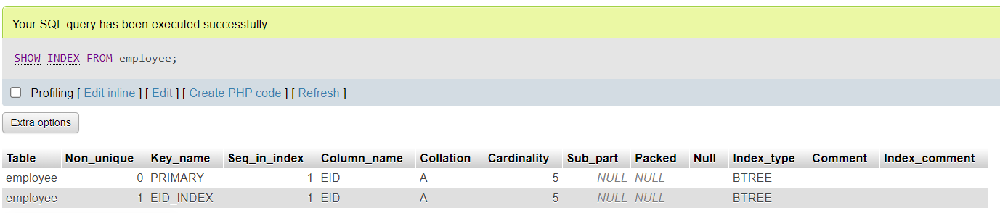 Your SQL query has been executed successfully.
SHOW INDEX FROM employee;
Profiling [ Edit inline ] [ Edit ] [ Create PHP code ] [ Refresh ]
Extra options
Table Non_unique Key_name Seq_in_index Column_name Collation Cardinality Sub_part Packed Null Index_type Comment Index_comment
employee 0 PRIMARY 1 EID A 5 NULL NULL BTREE
employee 1 EID_INDEX 1 EID A 5 NULL NULL BTREE